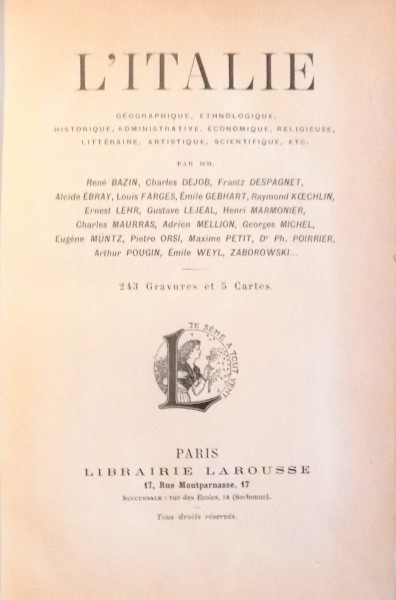 L'ITALIE
GÉOGRAPHIQUE, ETHNOLOGIQUE,
HISTORIQUE, ADMINISTRATIVE, ÉCONOMIQUE, RELIGIEUSE,
LITTÉRAIRE, ARTISTIQUE, SCIENTIFIQUE, ETC.
PAR MM.
René BAZIN, Charles DEJOB, Frantz DESPAGNET,
Alcide EBRAY, Louis FARGES, Émile GEBHART, Raymond KŒCHLIN,
Ernest LEHR, Gustave LEJEAL, Henri MARMONIER,
Charles MAURRAS, Adrien MELLION, Georges MICHEL,
Eugène MUNTZ, Pietro ORSI, Maxime PETIT, Dr Ph. POIRRIER,
Arthur POUGIN, Émile WEYL, ZABOROWSKI...
243 Gravures et 5 Cartes.
JE SÈME A TOUT VENT
L
PARIS
LIBRAIRIE LAROUSSE
17, Rue Montparnasse, 17
SUCCURSALE : rue des Écoles, 58 (Sorbonne).
Tous droits réservés.